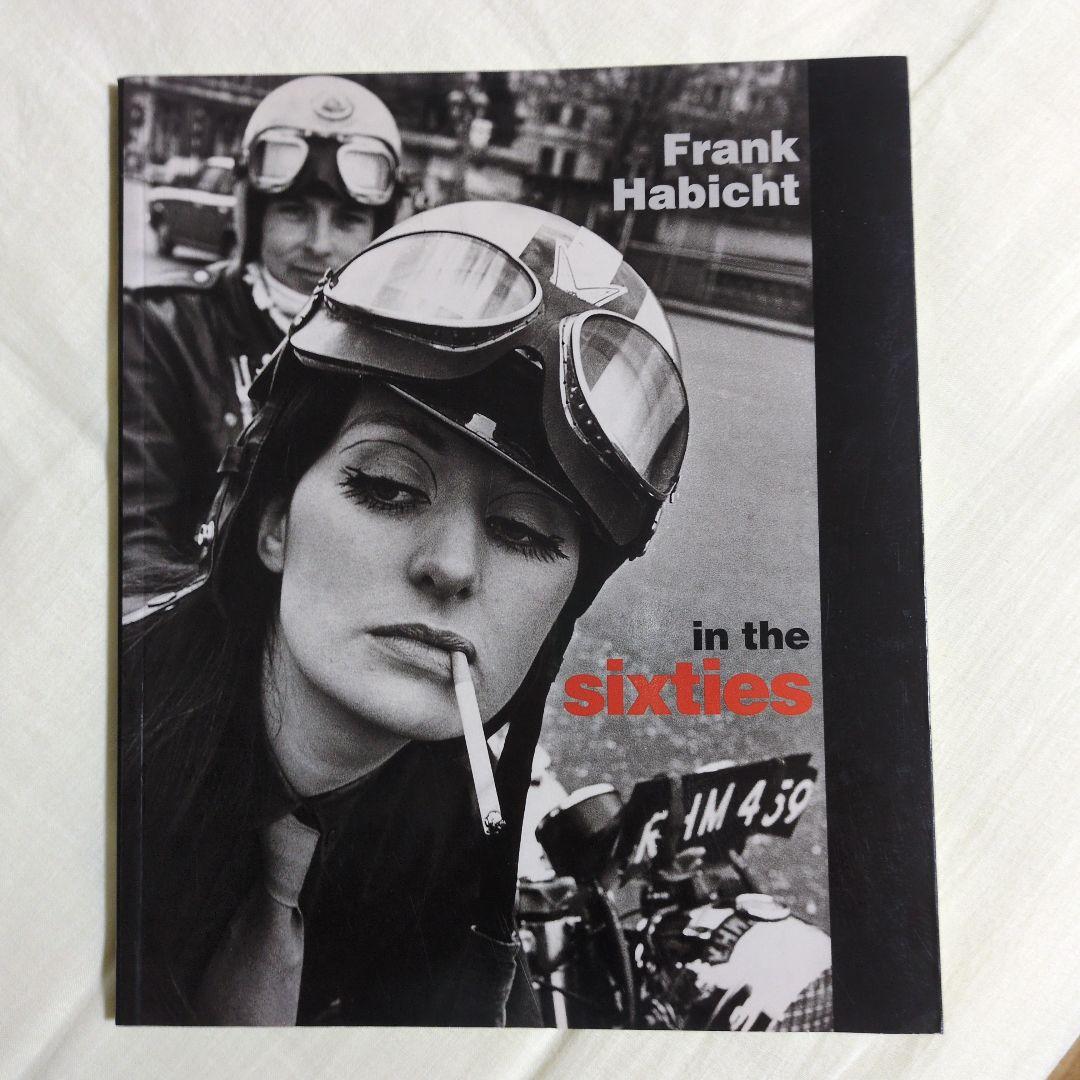 Frank
Habicht
in the
sixties
HM 459